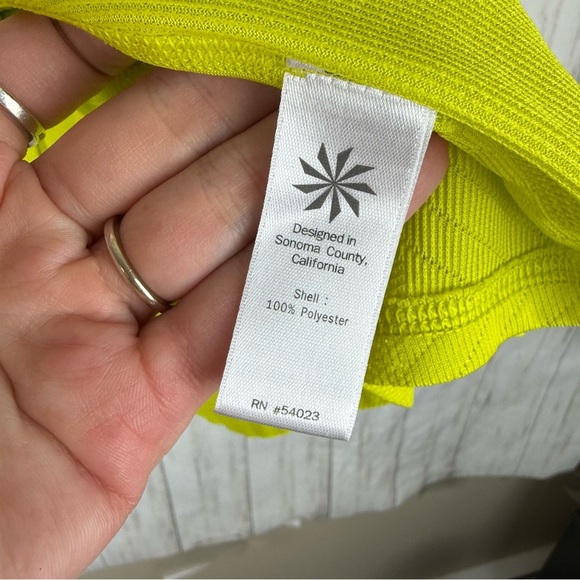 Designed in
Sonoma County,
California
Shell :
100% Polyester
RN #54023